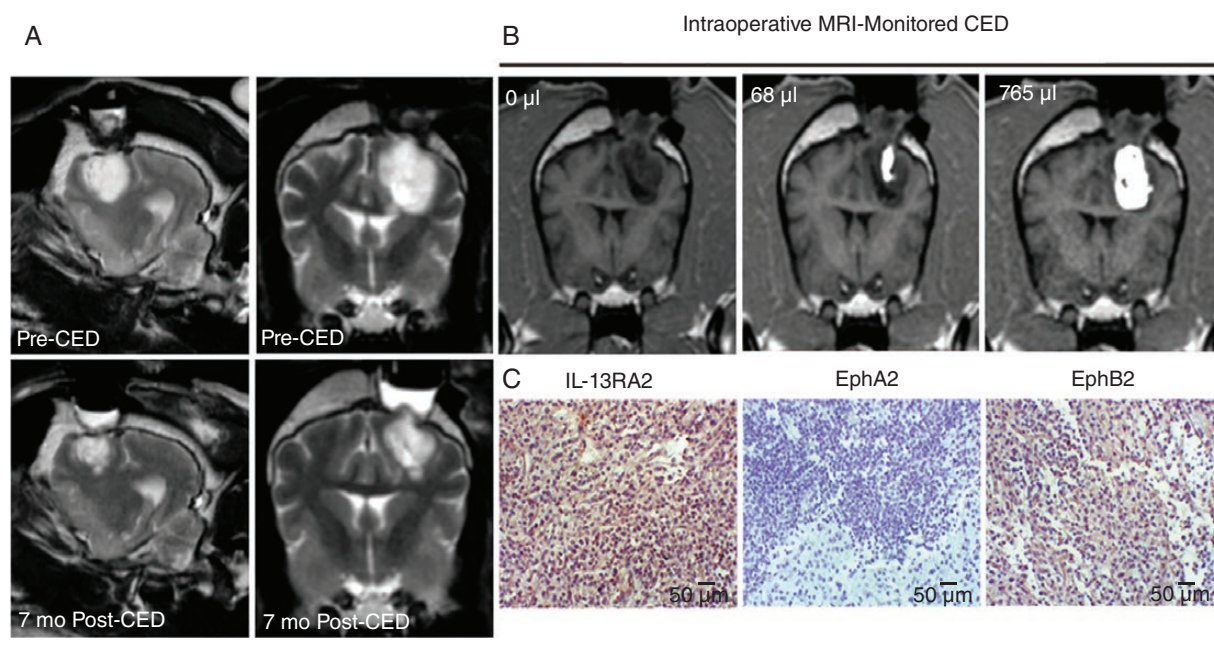 A
B
Intraoperative MRI-Monitored CED
Pre-CED
Pre-CED
0 µl
68 µl
765 µl
7 mo Post-CED
7 mo Post-CED
C
IL-13RA2
EphA2
EphB2
50 µm
50 µm
50 µm